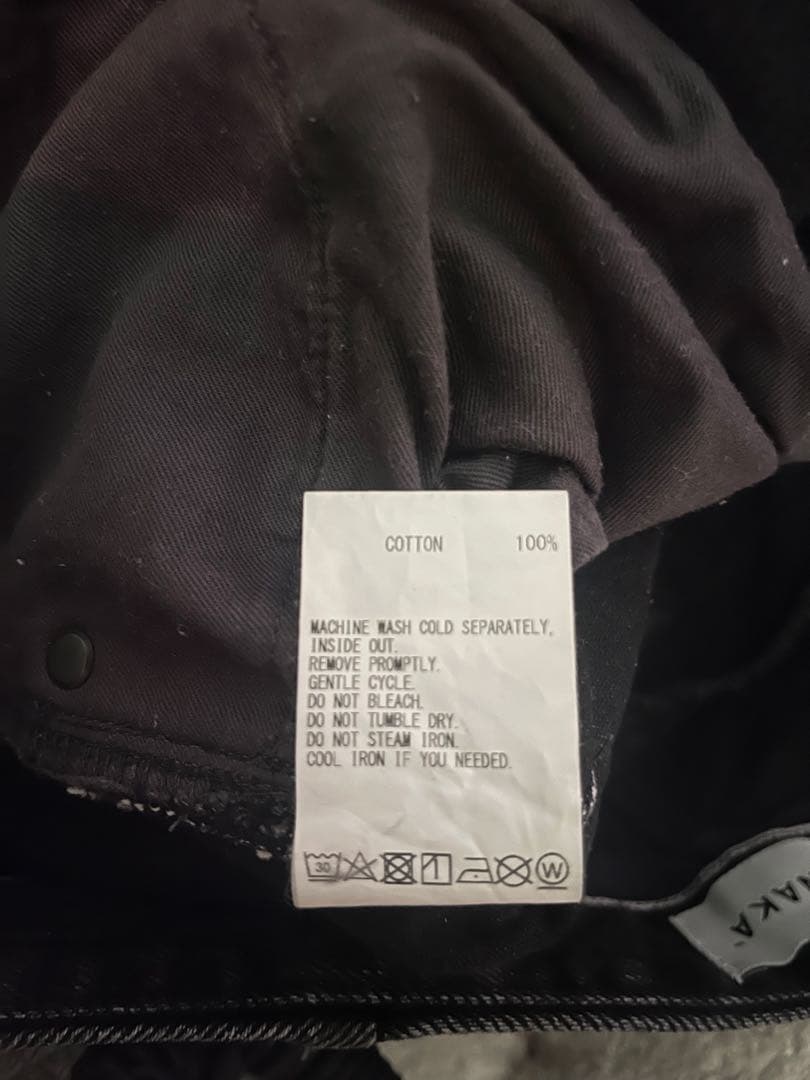 COTTON 100%
MACHINE WASH COLD SEPARATELY,
INSIDE OUT.
REMOVE PROMPTLY.
GENTLE CYCLE.
DO NOT BLEACH.
DO NOT TUMBLE DRY.
DO NOT STEAM IRON.
COOL IRON IF YOU NEEDED.
30
W
NAKA